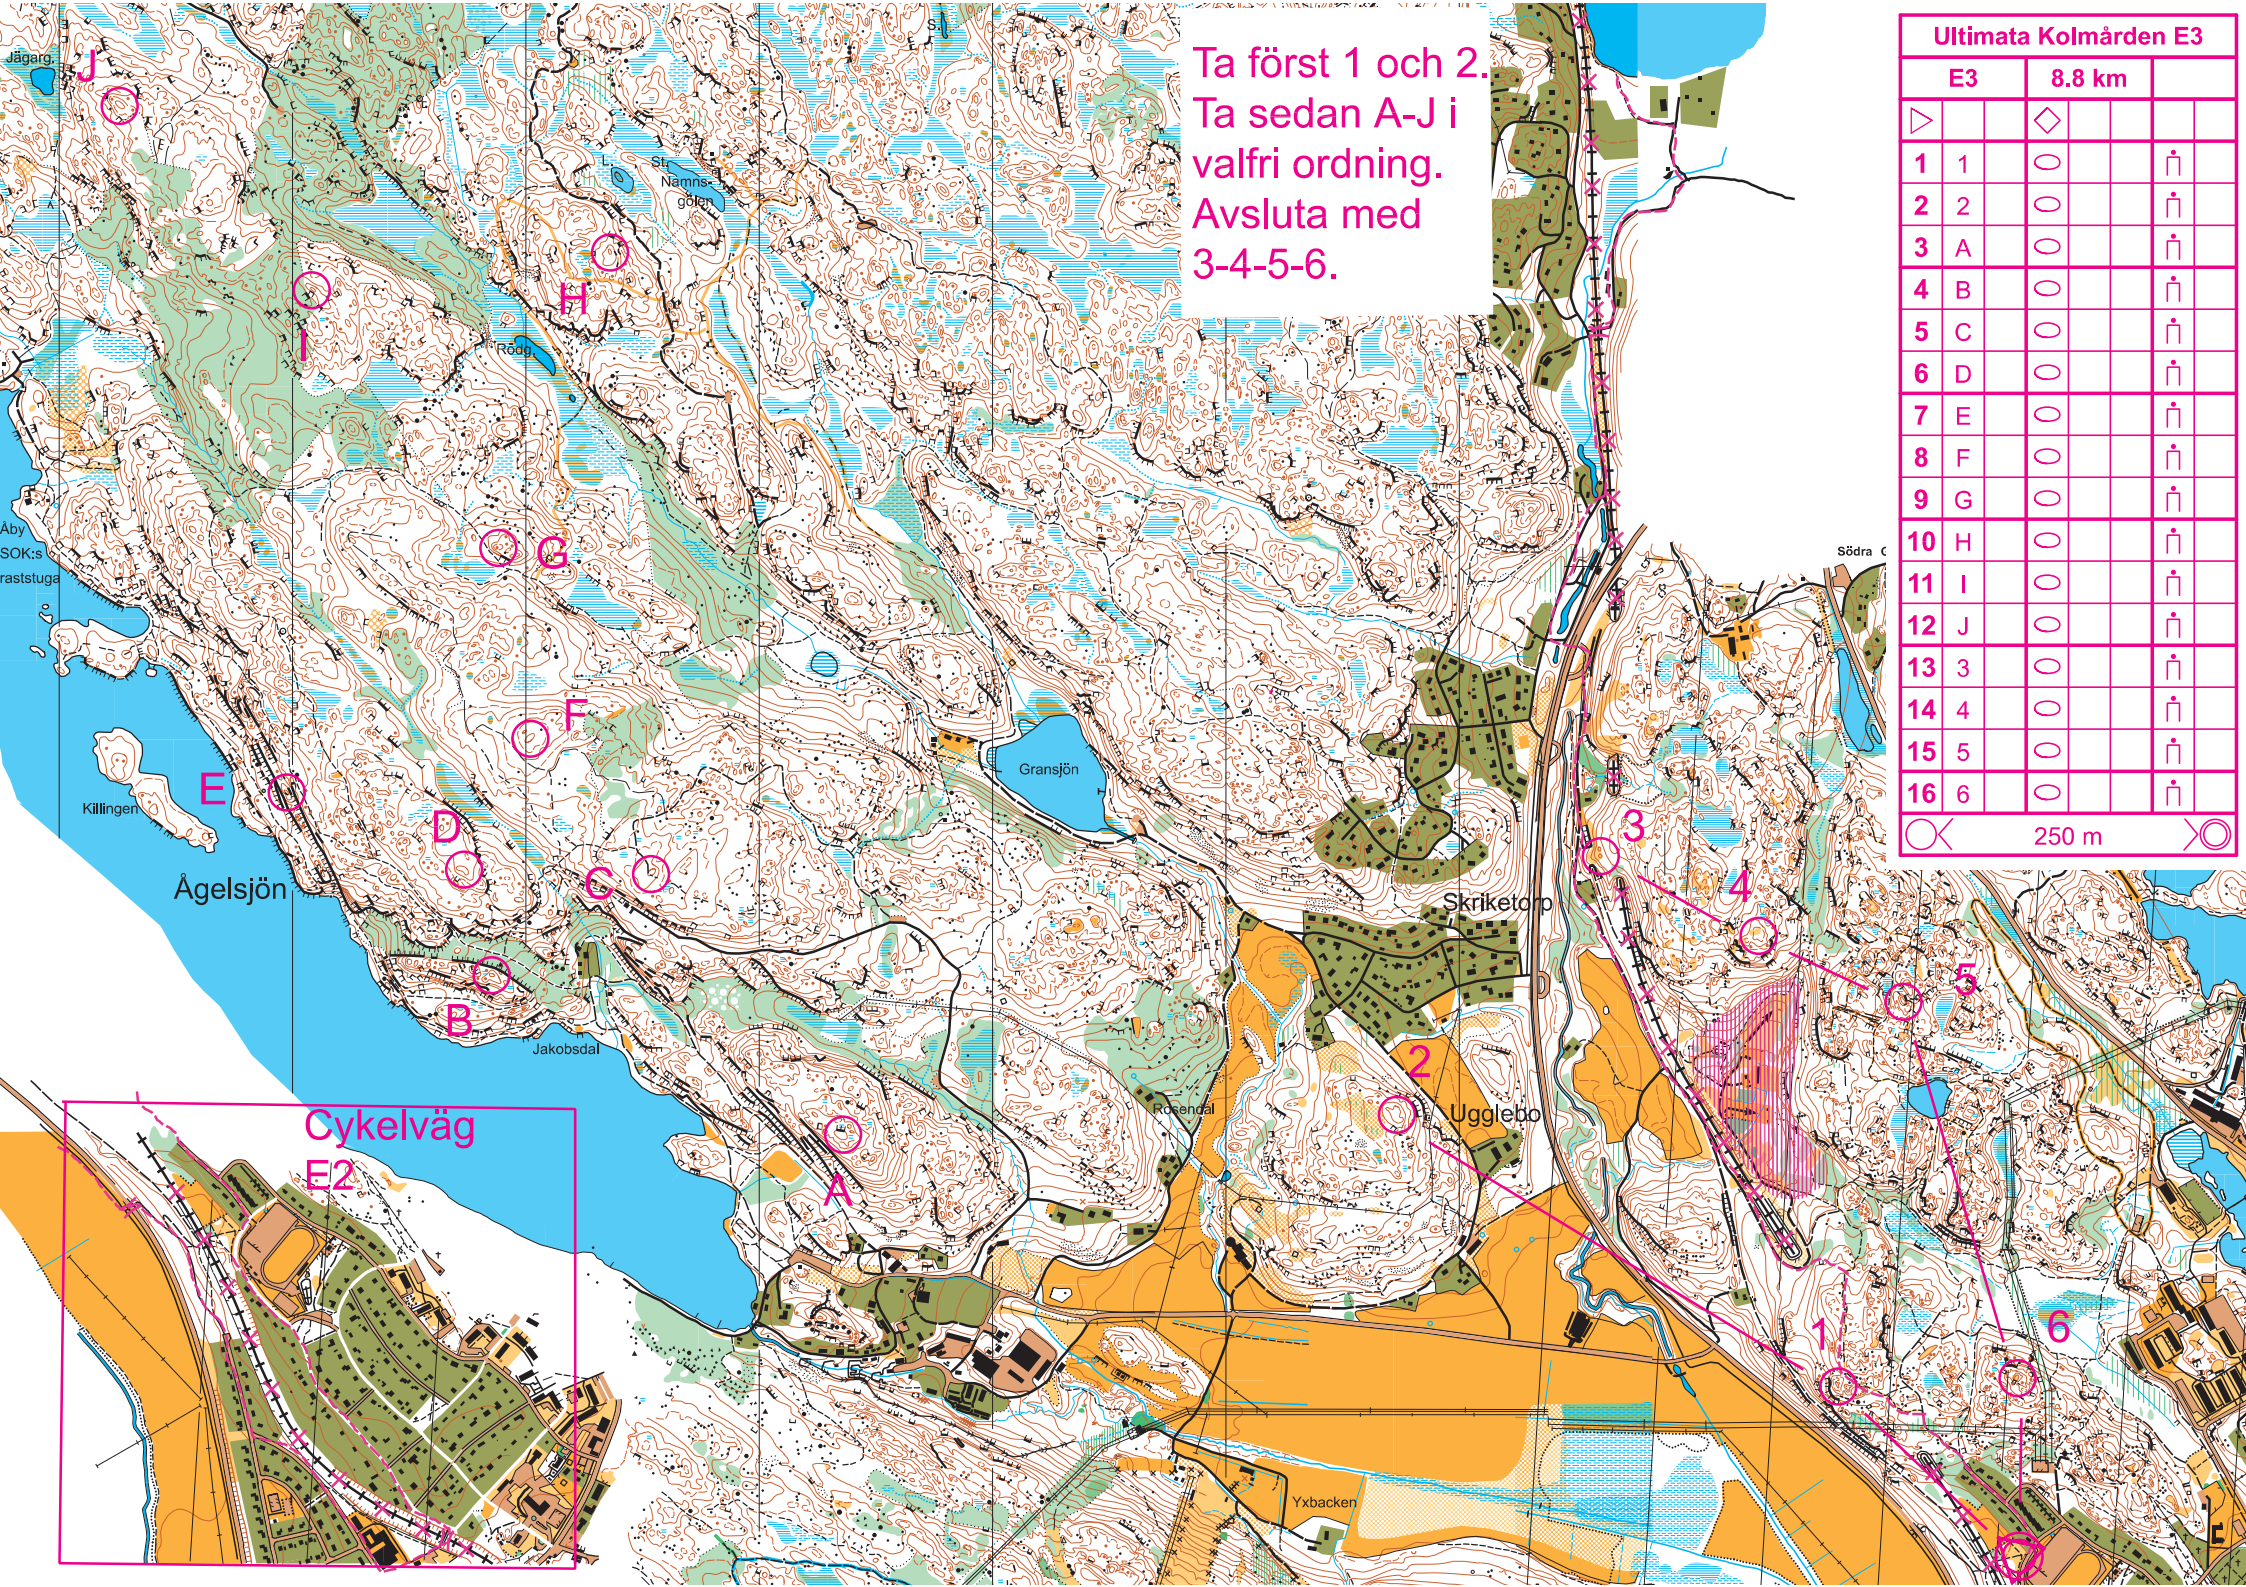 Ta först 1 och 2.
Ta sedan A-J i
valfri ordning.
Avsluta med
3-4-5-6.
Ultimata Kolmården E3
E3 8.8 km
1 1
2 2
3 A
4 B
5 C
6 D
7 E
8 F
9 G
10 H
11 I
12 J
13 3
14 4
15 5
16 6
250 m
Jägarg.
J
L.
St.
Namns-
gölen
H
I
Rödg.
Åby
SOK:s
raststuga
G
Södra
F
Gransjön
E
Killingen
D
3
C
4
Ågelsjön
Skriketorp
5
B
Jakobsdal
2
Rosendal
Ugglebo
Cykelväg
E2
A
1
6
Yxbacken